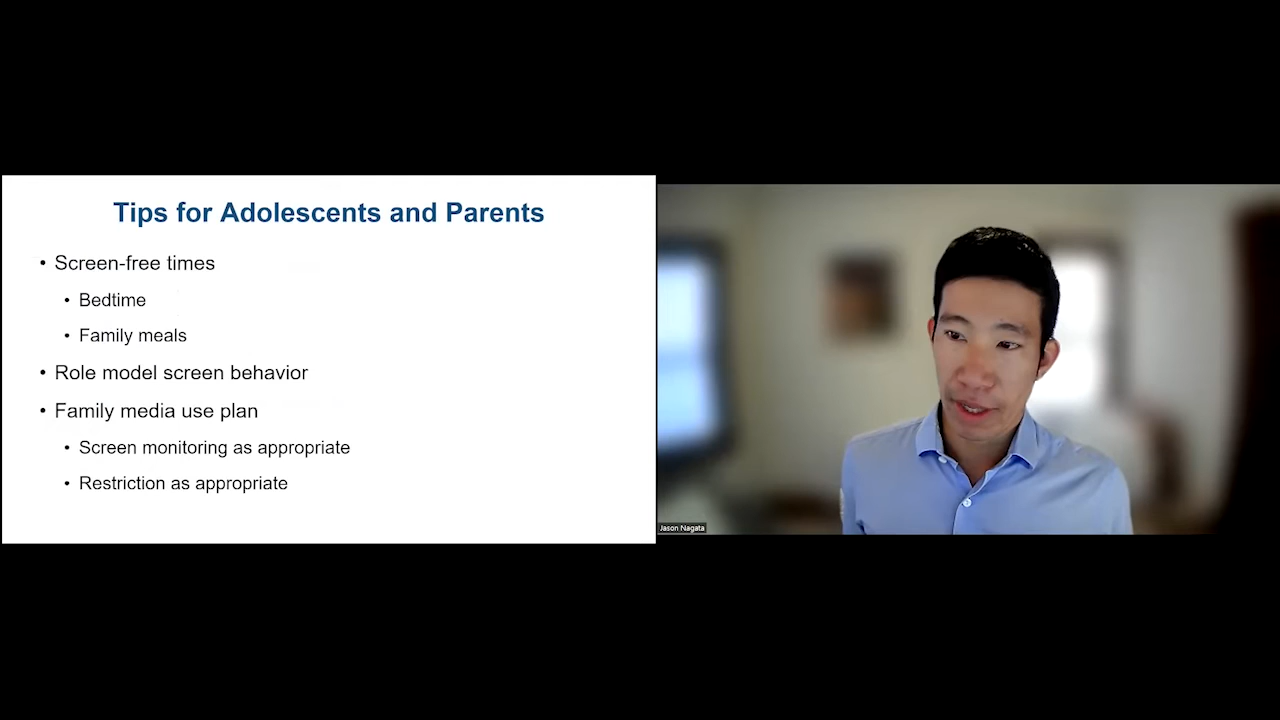 Tips for Adolescents and Parents
• Screen-free times
• Bedtime
• Family meals
• Role model screen behavior
• Family media use plan
• Screen monitoring as appropriate
• Restriction as appropriate
Jason Nagata